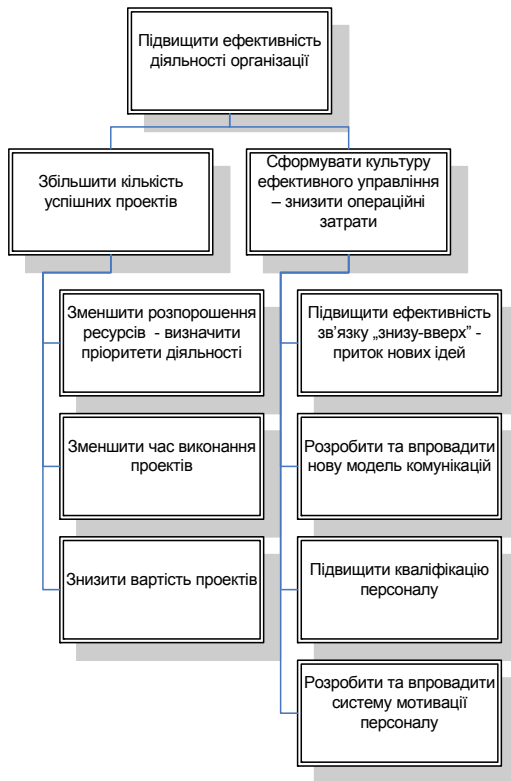 Підвищити ефективність
діяльності організації
Збільшити кількість
успішних проектів
Сформувати культуру
ефективного управління
– знизити операційні
затрати
Зменшити розпорошення
ресурсів - визначити
пріоритети діяльності
Зменшити час виконання
проектів
Знизити вартість проектів
Підвищити ефективність
зв'язку „знизу-вверх” -
приток нових ідей
Розробити та впровадити
нову модель комунікацій
Підвищити кваліфікацію
персоналу
Розробити та впровадити
систему мотивації
персоналу